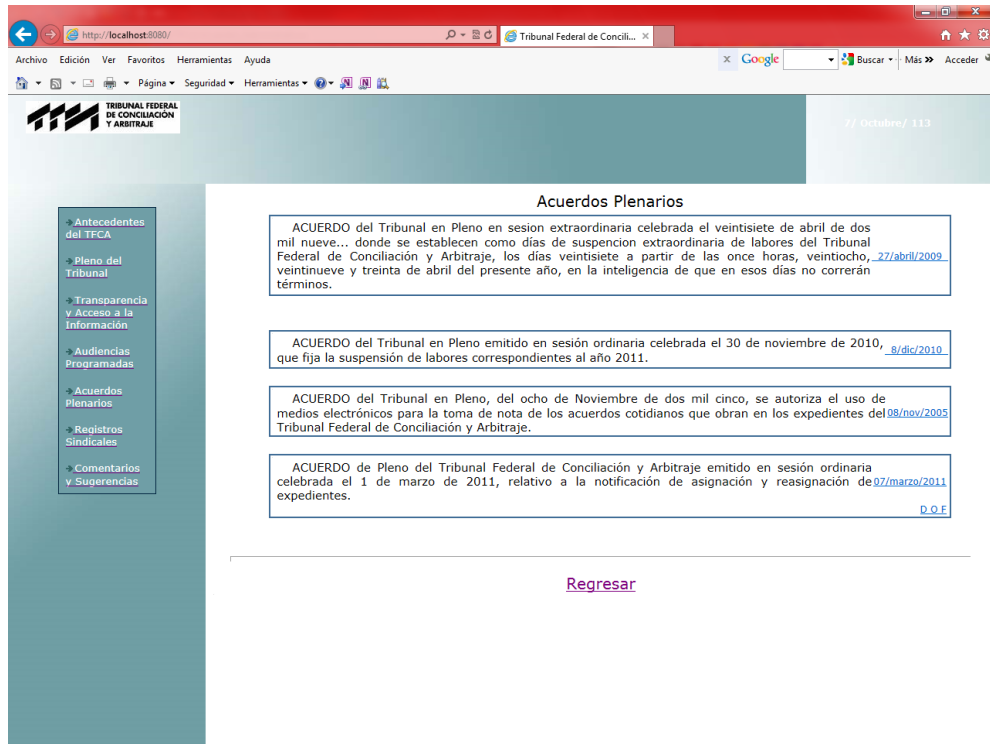 http://localhost:8080/
Tribunal Federal de Concili...
Archivo Edición Ver Favoritos Herramientas Ayuda
x Google Buscar Más Acceder
Página Seguridad Herramientas
TRIBUNAL FEDERAL
DE CONCILIACIÓN
Y ARBITRAJE
7/ Octubre/ 113
Antecedentes
del TFCA
Pleno del
Tribunal
Transparencia
y Acceso a la
Información
Audiencias
Programadas
Acuerdos
Plenarios
Registros
Sindicales
Comentarios
y Sugerencias
Acuerdos Plenarios
ACUERDO del Tribunal en Pleno en sesion extraordinaria celebrada el veintisiete de abril de dos
mil nueve... donde se establecen como días de suspencion extraordinaria de labores del Tribunal
Federal de Conciliación y Arbitraje, los días veintisiete a partir de las once horas, veintiocho, 27/abril/2009
veintinueve y treinta de abril del presente año, en la inteligencia de que en esos días no correrán
términos.
ACUERDO del Tribunal en Pleno emitido en sesión ordinaria celebrada el 30 de noviembre de 2010, 8/dic/2010
que fija la suspensión de labores correspondientes al año 2011.
ACUERDO del Tribunal en Pleno, del ocho de Noviembre de dos mil cinco, se autoriza el uso de
medios electrónicos para la toma de nota de los acuerdos cotidianos que obran en los expedientes del 08/nov/2005
Tribunal Federal de Conciliación y Arbitraje.
ACUERDO de Pleno del Tribunal Federal de Conciliación y Arbitraje emitido en sesión ordinaria
celebrada el 1 de marzo de 2011, relativo a la notificación de asignación y reasignación de 07/marzo/2011
expedientes.
D O F
Regresar